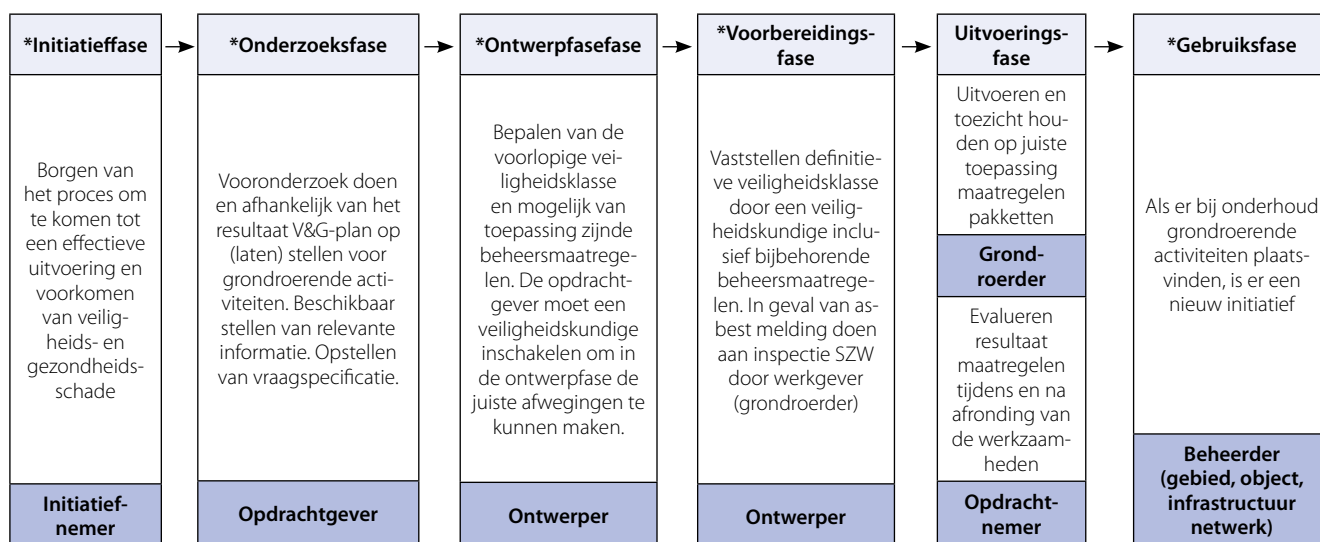 *Initiatieffase
Borgen van
het proces om
te komen tot
een effectieve
uitvoering en
voorkomen
van veilig-
heids- en
gezondheids-
schade
Initiatief-
nemer
*Onderzoeksfase
Vooronderzoek doen
en afhankelijk van het
resultaat V&G-plan op
(laten) stellen voor
grondroerende acti-
viteiten. Beschikbaar
stellen van relevante
informatie. Opstellen
van vraagspecificatie.
Opdrachtgever
*Ontwerpfasefase
Bepalen van de
voorlopige vei-
ligheidsklasse
en mogelijk van
toepassing zijnde
beheersmaatrege-
len. De opdracht-
gever moet een
veiligheidskundige
inschakelen om in
de ontwerpfase de
juiste afwegingen te
kunnen maken.
Ontwerper
*Voorbereidings-
fase
Vaststellen definitie-
ve veiligheidsklasse
door een veilig-
heidskundige inclu-
sief bijbehorende
beheersmaatrege-
len. In geval van as-
best melding doen
aan inspectie SZW
door werkgever
(grondroerder)
Ontwerper
Uitvoerings-
fase
Uitvoeren en
toezicht hou-
den op juiste
toepassing
maatregelen
pakketten
Grond-
roerder
Evalueren
resultaat
maatregelen
tijdens en na
afronding van
de werkzaam-
heden
Opdracht-
nemer
*Gebruiksfase
Als er bij onderhoud
grondroerende
activiteiten plaats-
vinden, is er een
nieuw initiatief
Beheerder
(gebied, object,
infrastructuur
netwerk)